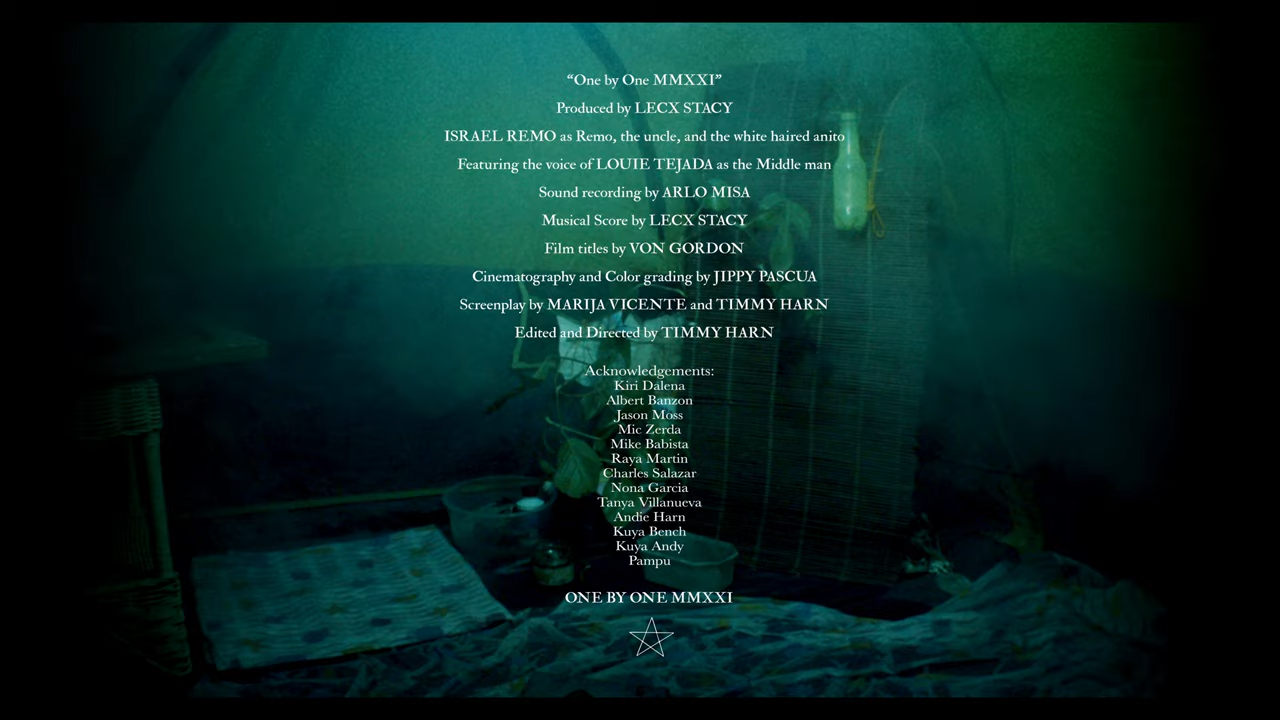 “One by One MMXXI”
Produced by LECX STACY
ISRAEL REMO as Remo, the uncle, and the white haired anito
Featuring the voice of LOUIE TEJADA as the Middle man
Sound recording by ARLO MISA
Musical Score by LECX STACY
Film titles by VON GORDON
Cinematography and Color grading by JIPPY PASCUA
Screenplay by MARIJA VICENTE and TIMMY HARN
Edited and Directed by TIMMY HARN
Acknowledgements:
Kiri Dalena
Albert Banzon
Jason Moss
Mic Zerda
Mike Babista
Raya Martin
Charles Salazar
Nona Garcia
Tanya Villanueva
Andie Harn
Kuya Bench
Kuya Andy
Pampu
ONE BY ONE MMXXI